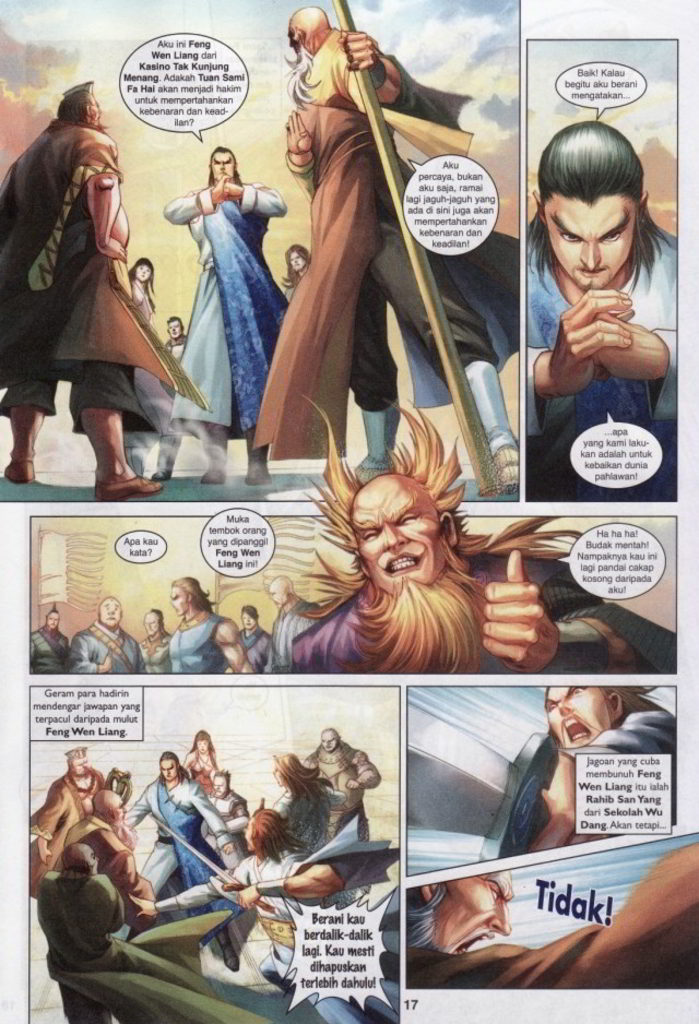 Aku ini Feng
Wen Liang dari
Kasino Tak Kunjung
Menang. Adakah Tuan Sami
Fa Hai akan menjadi hakim
untuk mempertahankan
kebenaran dan kead-
ilan?
Aku
percaya, bukan
aku saja, ramai
lagi jaguh-jaguh yang
ada di sini juga akan
mempertahankan
kebenaran dan
keadilan!
Baik! Kalau
begitu aku berani
mengatakan...
...apa
yang kami laku-
kan adalah untuk
kebaikan dunia
pahlawan!
Apa kau
kata?
Muka
tembok orang
yang dipanggil
Feng Wen
Liang ini!
Ha ha ha!
Budak mentah!
Nampaknya kau ini
lagi pandai cakap
kosong daripada
aku!
Geram para hadirin
mendengar jawapan yang
terpacul daripada mulut
Feng Wen Liang.
Berani kau
berdalik-dalik
lagi. Kau mesti
dihapuskan
terlebih dahulu!
Jagoan yang cuba
membunuh Feng
Wen Liang ialah
Rahib San Yang
dari Sekolah Wu
Dang. Akan tetapi...
Tidak!
17